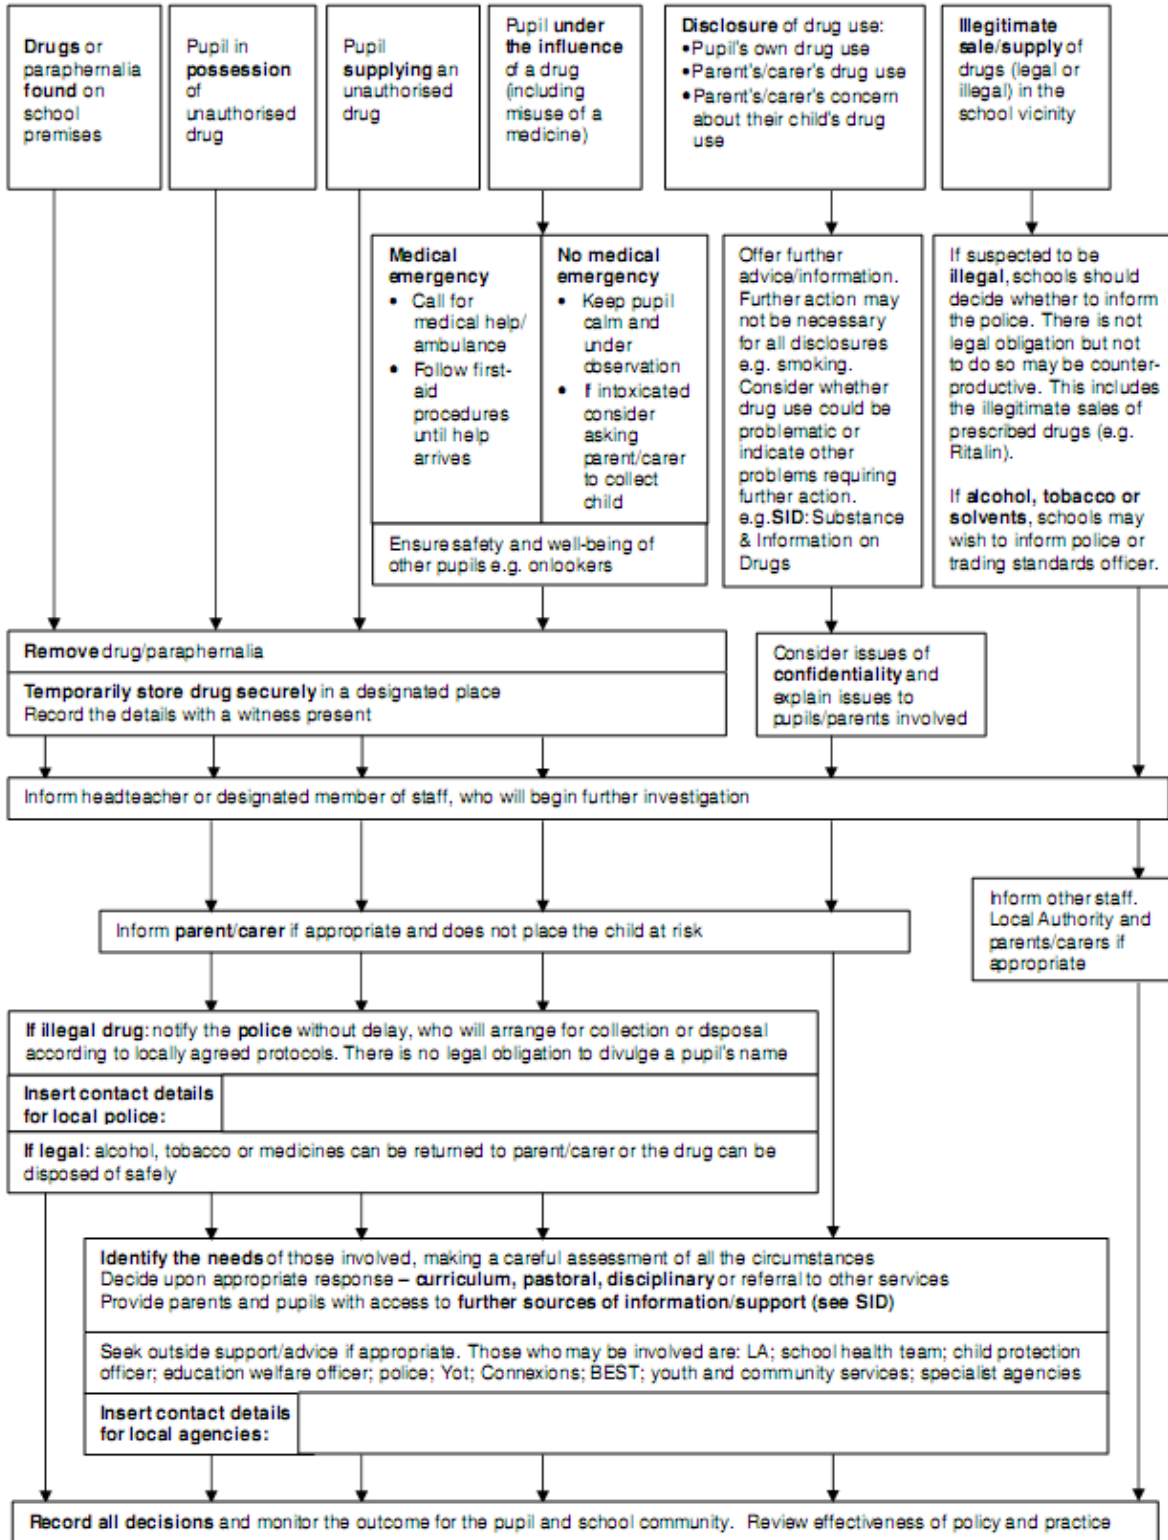 Drugs or
paraphernalia
found on
school
premises
Pupil in
possession
of
unauthorised
drug
Pupil
supplying an
unauthorised
drug
Pupil under
the influence
of a drug
(including
misuse of a
medicine)
Disclosure of drug use:
•Pupil's own drug use
•Parent's/carer's drug use
•Parent's/carer's concern
about their child's drug
use
Illegitimate
sale/supply of
drugs (legal or
illegal) in the
school vicinity
Medical
emergency
• Call for
medical help/
ambulance
• Follow first-
aid
procedures
until help
arrives
No medical
emergency
• Keep pupil
calm and
under
observation
• If intoxicated
consider
asking
parent/carer
to collect
child
Ensure safety and well-being of
other pupils e.g. onlookers
Offer further
advice/information.
Further action may
not be necessary
for all disclosures
e.g. smoking.
Consider whether
drug use could be
problematic or
indicate other
problems requiring
further action.
e.g.SID: Substance
& Information on
Drugs
If suspected to be
illegal, schools should
decide whether to inform
the police. There is not
legal obligation but not
to do so may be counter-
productive. This includes
the illegitimate sales of
prescribed drugs (e.g.
Ritalin).
If alcohol, tobacco or
solvents, schools may
wish to inform police or
trading standards officer.
Remove drug/paraphernalia
Temporarily store drug securely in a designated place
Record the details with a witness present
Consider issues of
confidentiality and
explain issues to
pupils/parents involved
Inform headteacher or designated member of staff, who will begin further investigation
Inform other staff.
Local Authority and
parents/carers if
appropriate
Inform parent/carer if appropriate and does not place the child at risk
If illegal drug: notify the police without delay, who will arrange for collection or disposal
according to locally agreed protocols. There is no legal obligation to divulge a pupil's name
Insert contact details
for local police:
If legal: alcohol, tobacco or medicines can be returned to parent/carer or the drug can be
disposed of safely
Identify the needs of those involved, making a careful assessment of all the circumstances
Decide upon appropriate response – curriculum, pastoral, disciplinary or referral to other services
Provide parents and pupils with access to further sources of information/support (see SID)
Seek outside support/advice if appropriate. Those who may be involved are: LA; school health team; child protection
officer; education welfare officer; police; Yot; Connexions; BEST; youth and community services; specialist agencies
Insert contact details
for local agencies:
Record all decisions and monitor the outcome for the pupil and school community. Review effectiveness of policy and practice